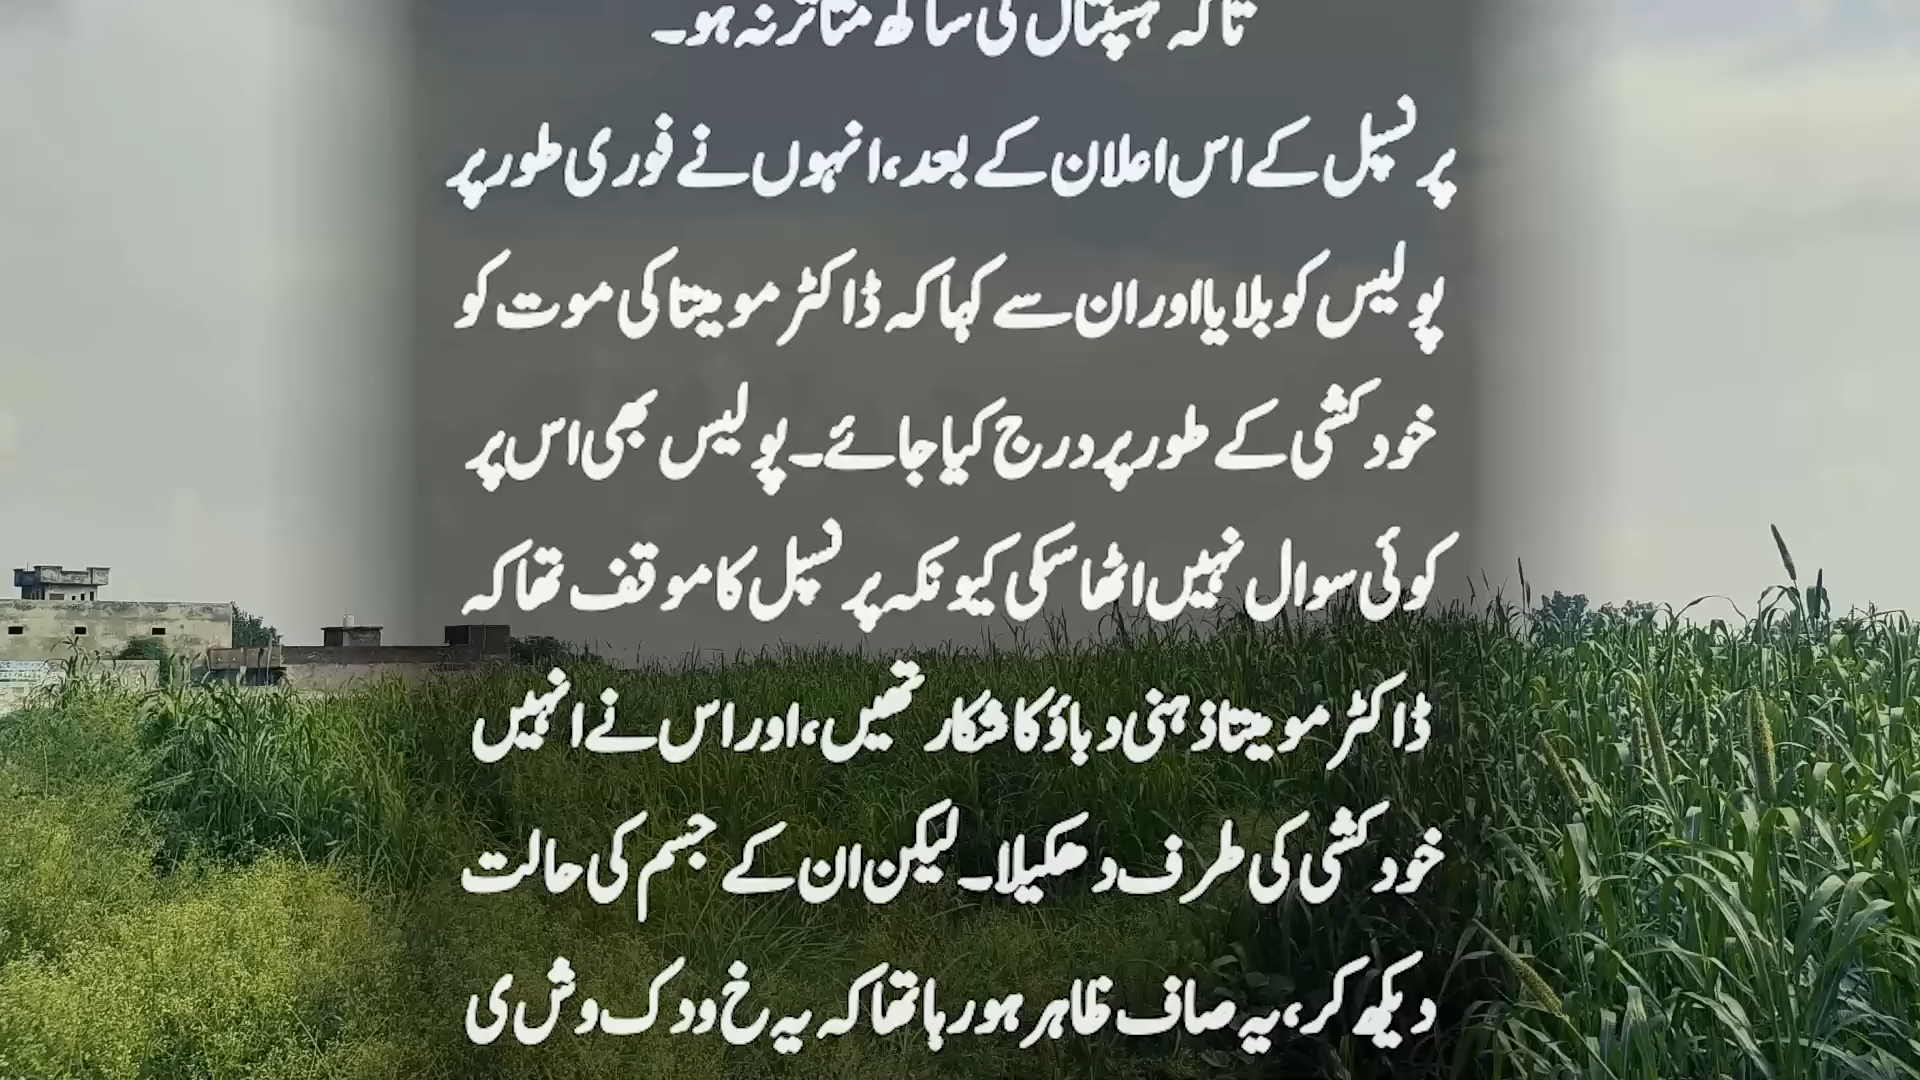 تاکہ ہسپتال کی ساکھ متاثر نہ ہو۔
پرنسپل کے اس اعلان کے بعد، انہوں نے فوری طور پر
پولیس کو بلایا اور ان سے کہا کہ ڈاکٹر مومیتا کی موت کو
خودکشی کے طور پر درج کیا جائے۔ پولیس بھی اس پر
کوئی سوال نہیں اٹھا سکی کیونکہ پرنسپل کا موقف تھا کہ
ڈاکٹر مومیتا ذہنی دباؤ کا شکار تھیں، اور اس نے انہیں
خودکشی کی طرف دھکیلا۔ لیکن ان کے جسم کی حالت
دیکھ کر، یہ صاف ظاہر ہو رہا تھا کہ یہ خ ودک وش ی